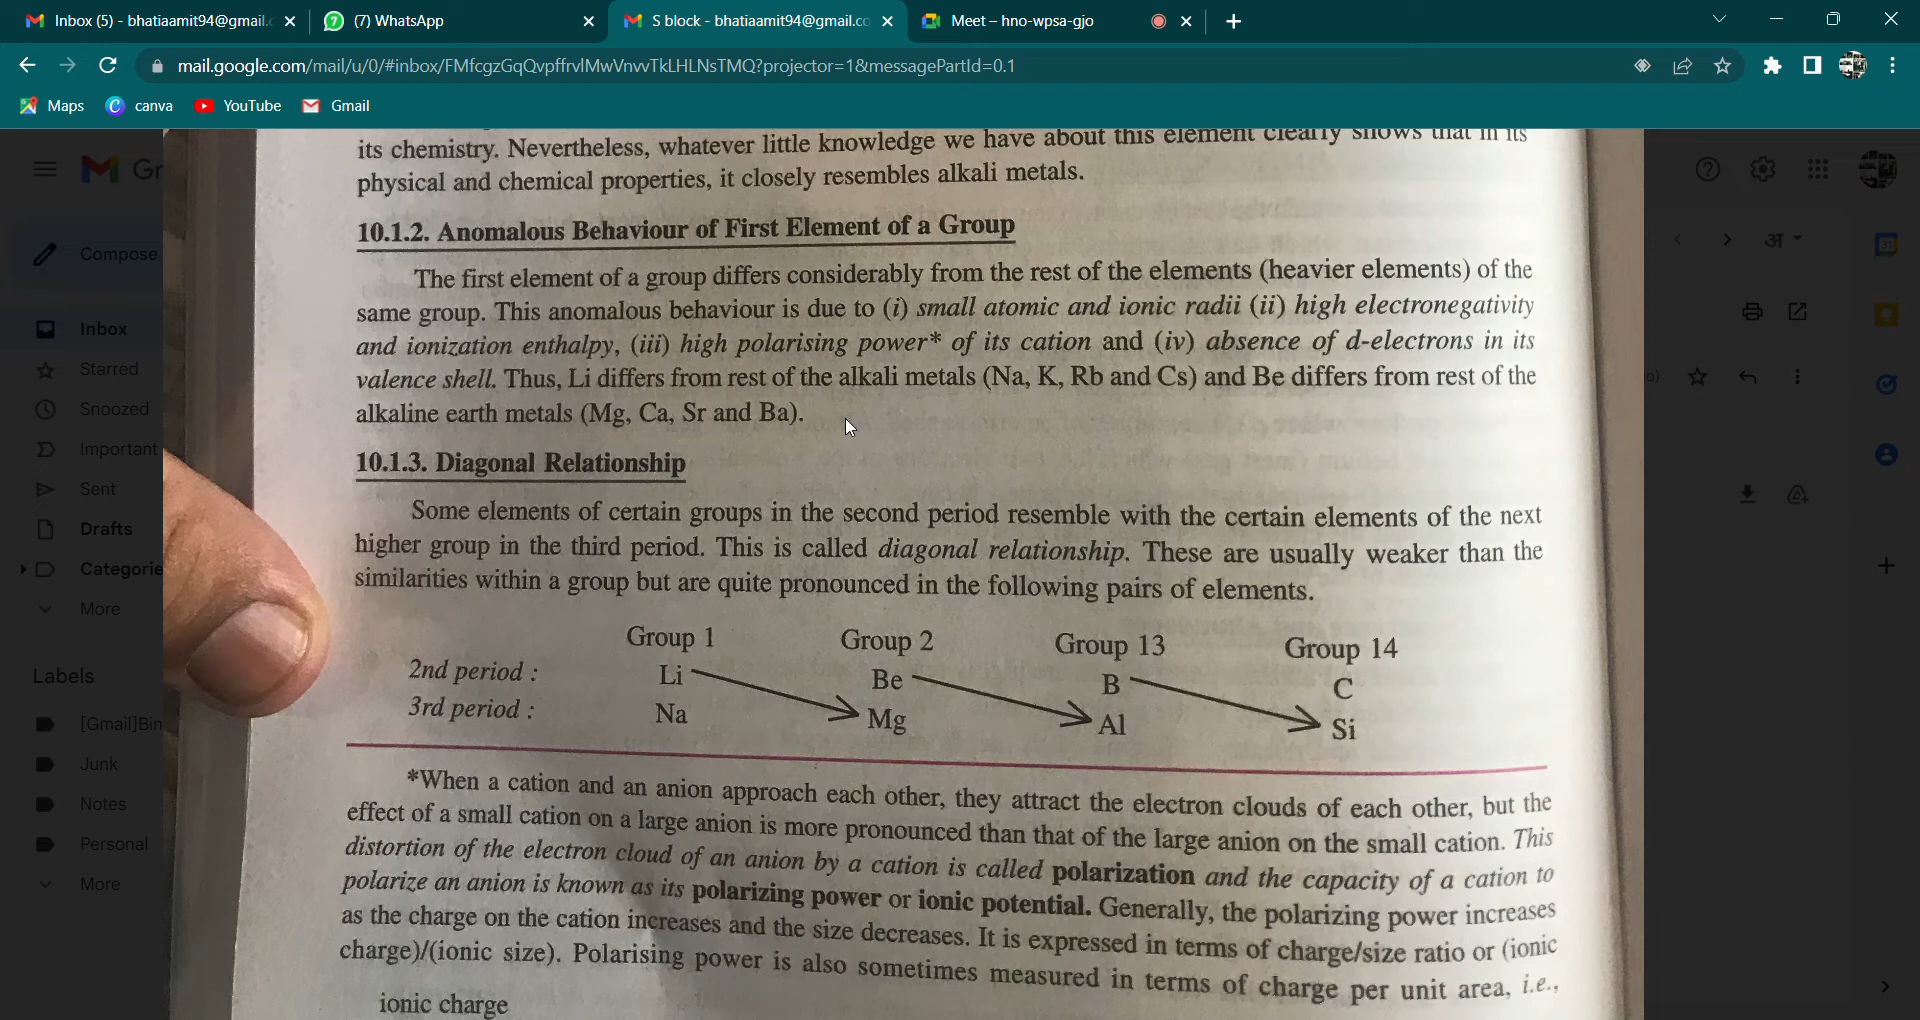 Inbox (5) - bhatiaamit94@gmail.c
(7) WhatsApp
S block - bhatiaamit94@gmail.co
Meet – hno-wpsa-gjo
mail.google.com/mail/u/0/#inbox/FMfcgzGqQvpffrvlMwVnvvTkLHLNsTMQ?projector=1&messagePartId=0.1
Maps
canva
YouTube
Gmail
Compose
Inbox
Starred
Snoozed
Important
Sent
Drafts
Categorie
More
Labels
[Gmail]Bin
Junk
Notes
Personal
More
अ
its chemistry. Nevertheless, whatever little knowledge we have about this element clearly shows that in its
physical and chemical properties, it closely resembles alkali metals.
10.1.2. Anomalous Behaviour of First Element of a Group
The first element of a group differs considerably from the rest of the elements (heavier elements) of the
same group. This anomalous behaviour is due to (i) small atomic and ionic radii (ii) high electronegativity
and ionization enthalpy, (iii) high polarising power* of its cation and (iv) absence of d-electrons in its
valence shell. Thus, Li differs from rest of the alkali metals (Na, K, Rb and Cs) and Be differs from rest of the
alkaline earth metals (Mg, Ca, Sr and Ba).
10.1.3. Diagonal Relationship
Some elements of certain groups in the second period resemble with the certain elements of the next
higher group in the third period. This is called diagonal relationship. These are usually weaker than the
similarities within a group but are quite pronounced in the following pairs of elements.
Group 1 Group 2 Group 13 Group 14
2nd period : Li Be B C
3rd period : Na Mg Al Si
*When a cation and an anion approach each other, they attract the electron clouds of each other, but the
effect of a small cation on a large anion is more pronounced than that of the large anion on the small cation. This
distortion of the electron cloud of an anion by a cation is called polarization and the capacity of a cation to
polarize an anion is known as its polarizing power or ionic potential. Generally, the polarizing power increases
as the charge on the cation increases and the size decreases. It is expressed in terms of charge/size ratio or (ionic
charge)/(ionic size). Polarising power is also sometimes measured in terms of charge per unit area, i.e.,
ionic charge